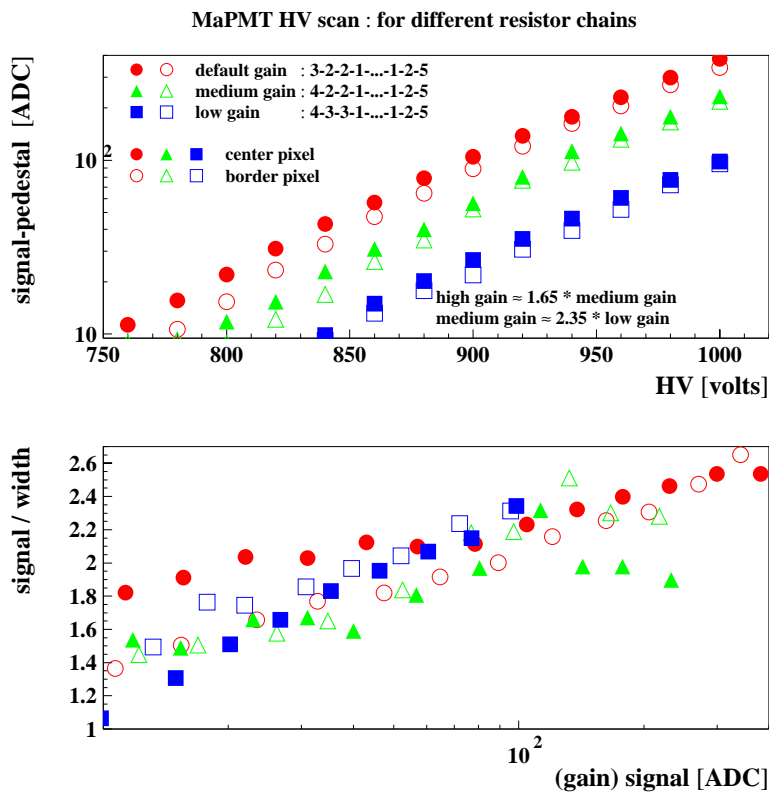 MaPMT HV scan : for different resistor chains
signal-pedestal [ADC]
default gain : 3-2-2-1-...-1-2-5
medium gain : 4-2-2-1-...-1-2-5
low gain : 4-3-3-1-...-1-2-5
center pixel
border pixel
high gain ≈ 1.65 * medium gain
medium gain ≈ 2.35 * low gain
10²
10
750 800 850 900 950 1000
HV [volts]
signal / width
2.6
2.4
2.2
2
1.8
1.6
1.4
1.2
1
10²
(gain) signal [ADC]